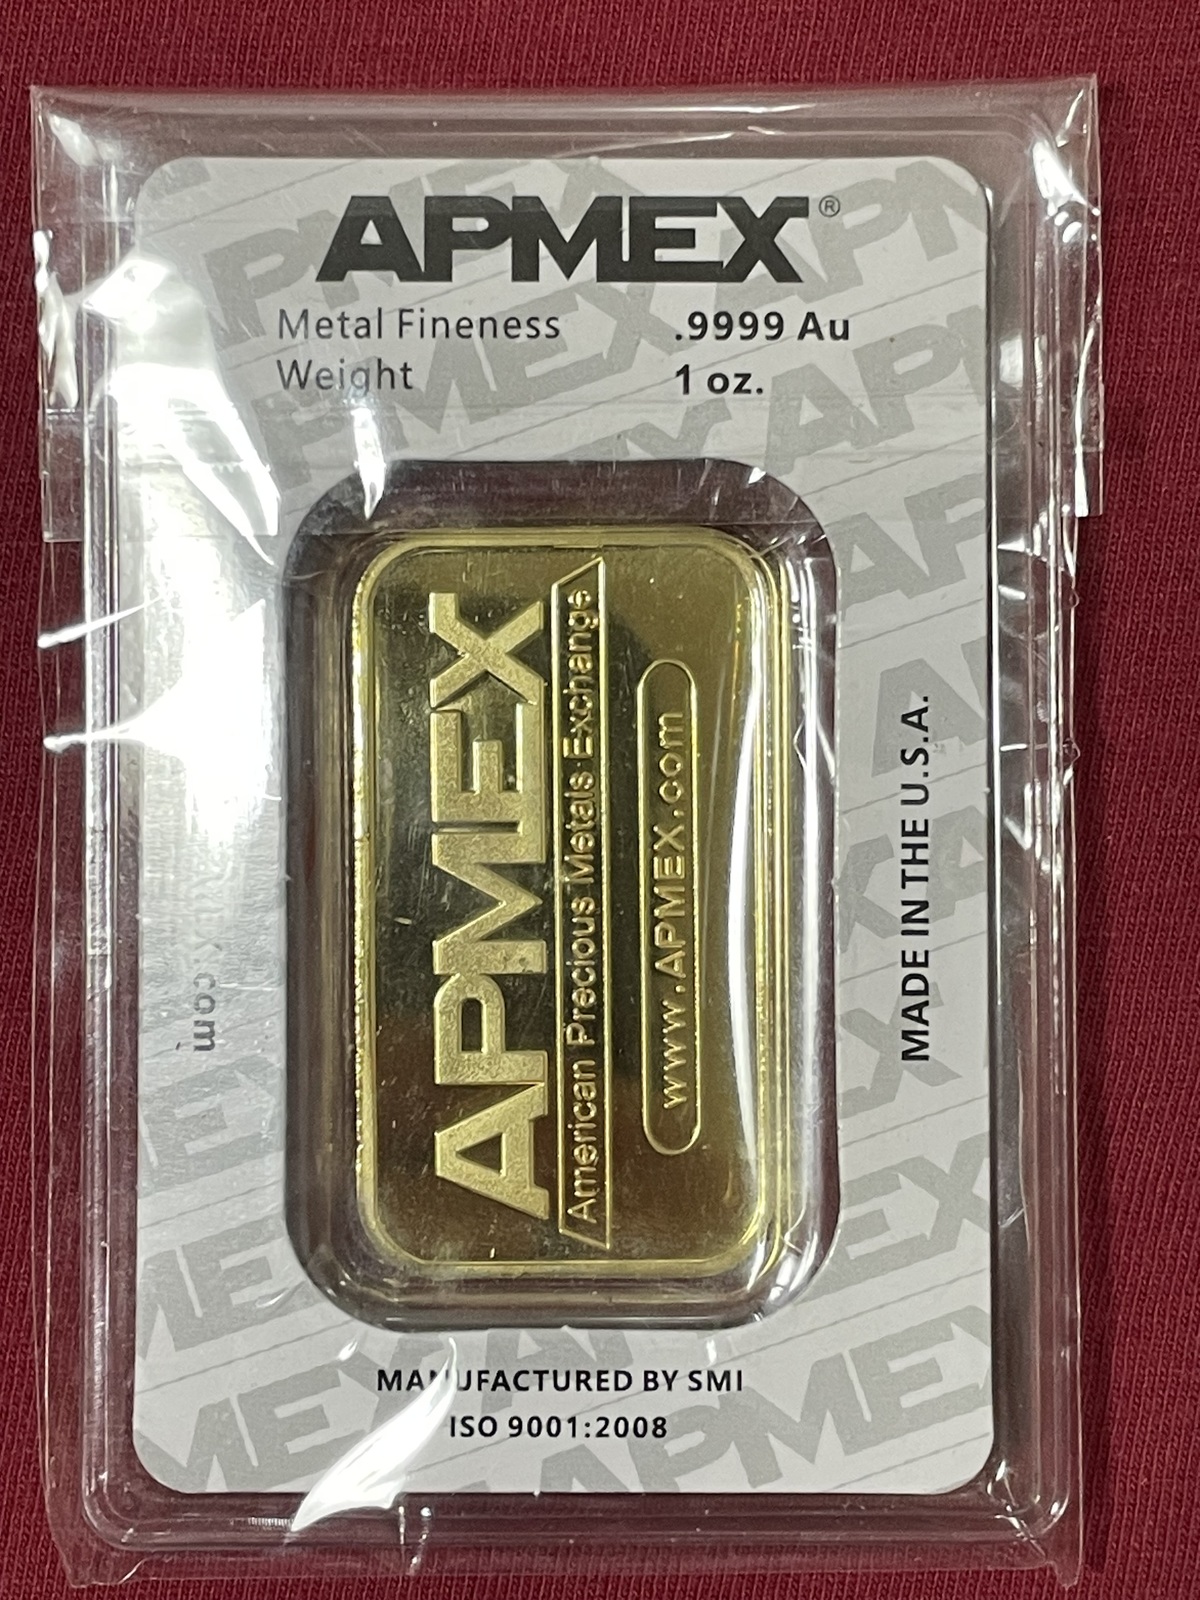 APMEX®
Metal Fineness .9999 Au
Weight 1 oz.
APMEX
American Precious Metals Exchange
www.APMEX.com
.com
MADE IN THE U.S.A.
MANUFACTURED BY SMI
ISO 9001:2008